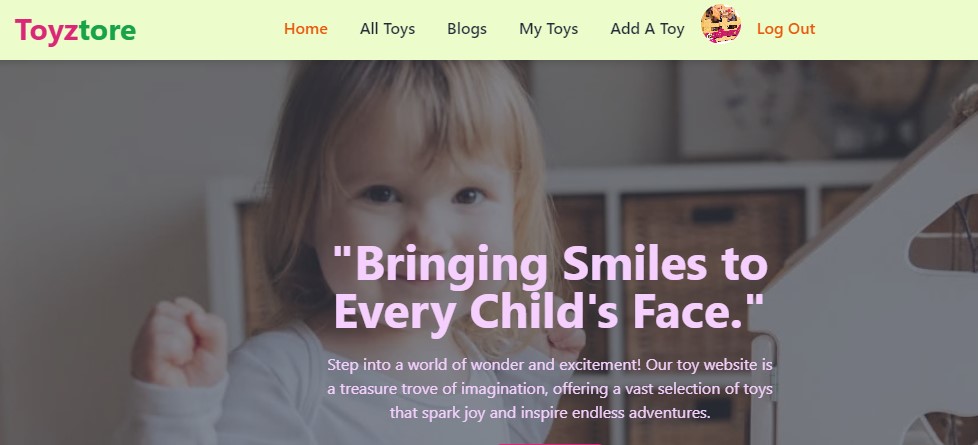 Toyztore
Home All Toys Blogs My Toys Add A Toy Log Out
"Bringing Smiles to
Every Child's Face."
Step into a world of wonder and excitement! Our toy website is
a treasure trove of imagination, offering a vast selection of toys
that spark joy and inspire endless adventures.